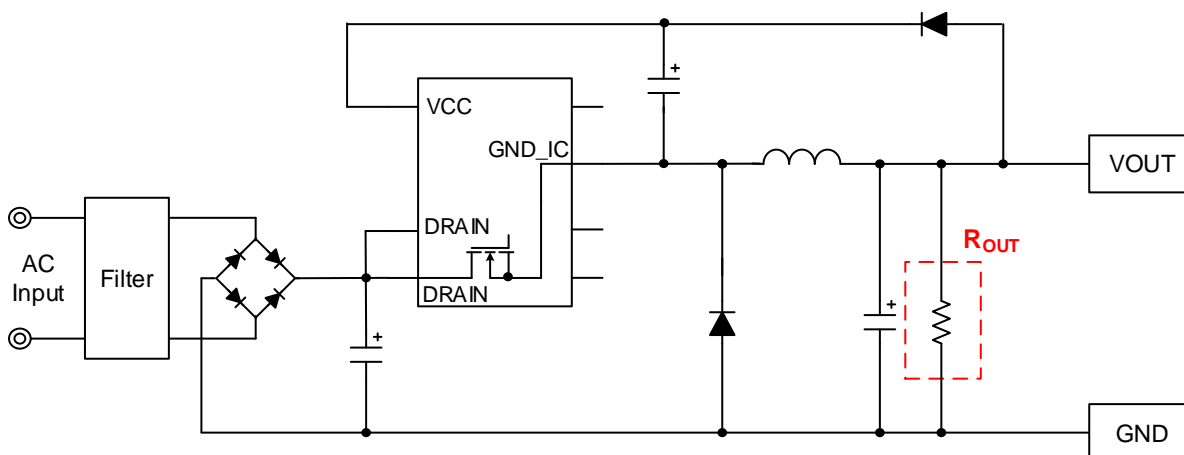 VCC
GND_IC
VOUT
DRAIN
ROUT
AC
Input
Filter
DRAIN
GND
+
+
+